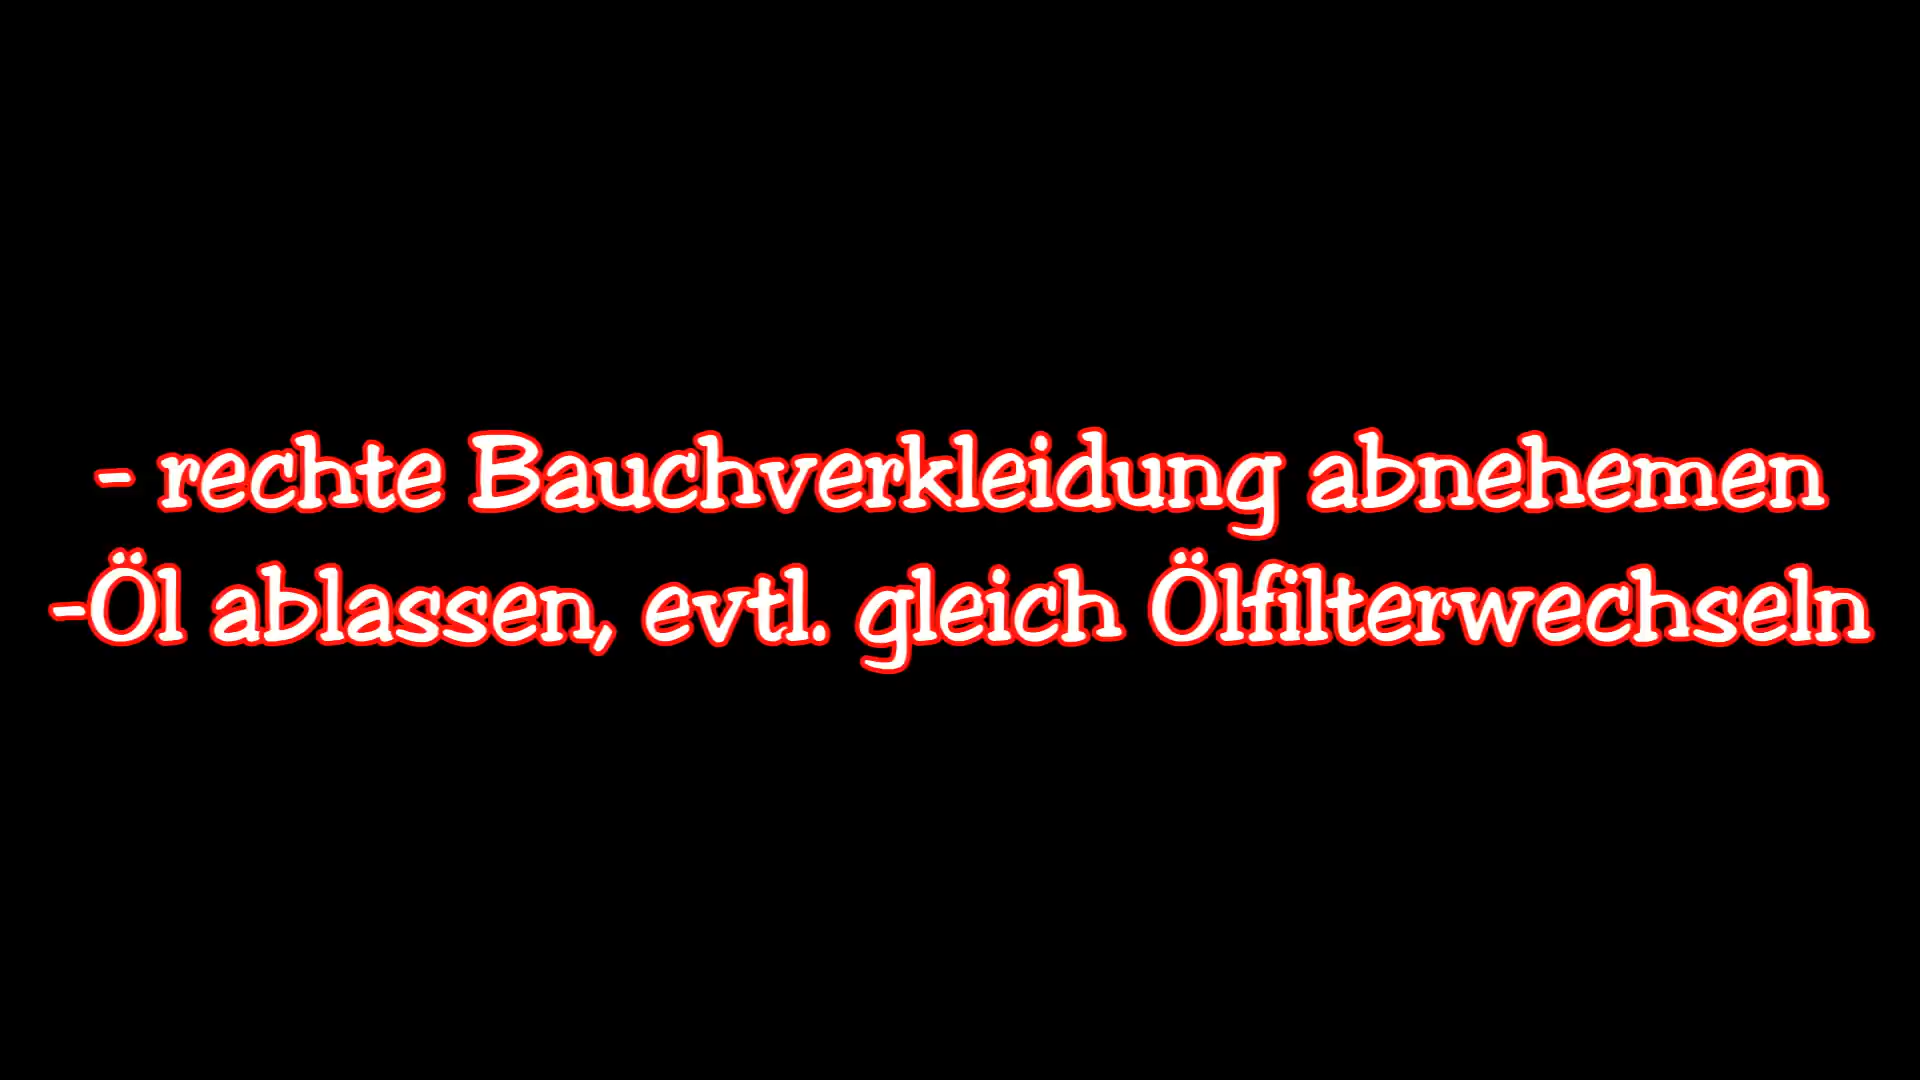 - rechte Bauchverkleidung abnehemen
-Öl ablassen, evtl. gleich Ölfilterwechseln